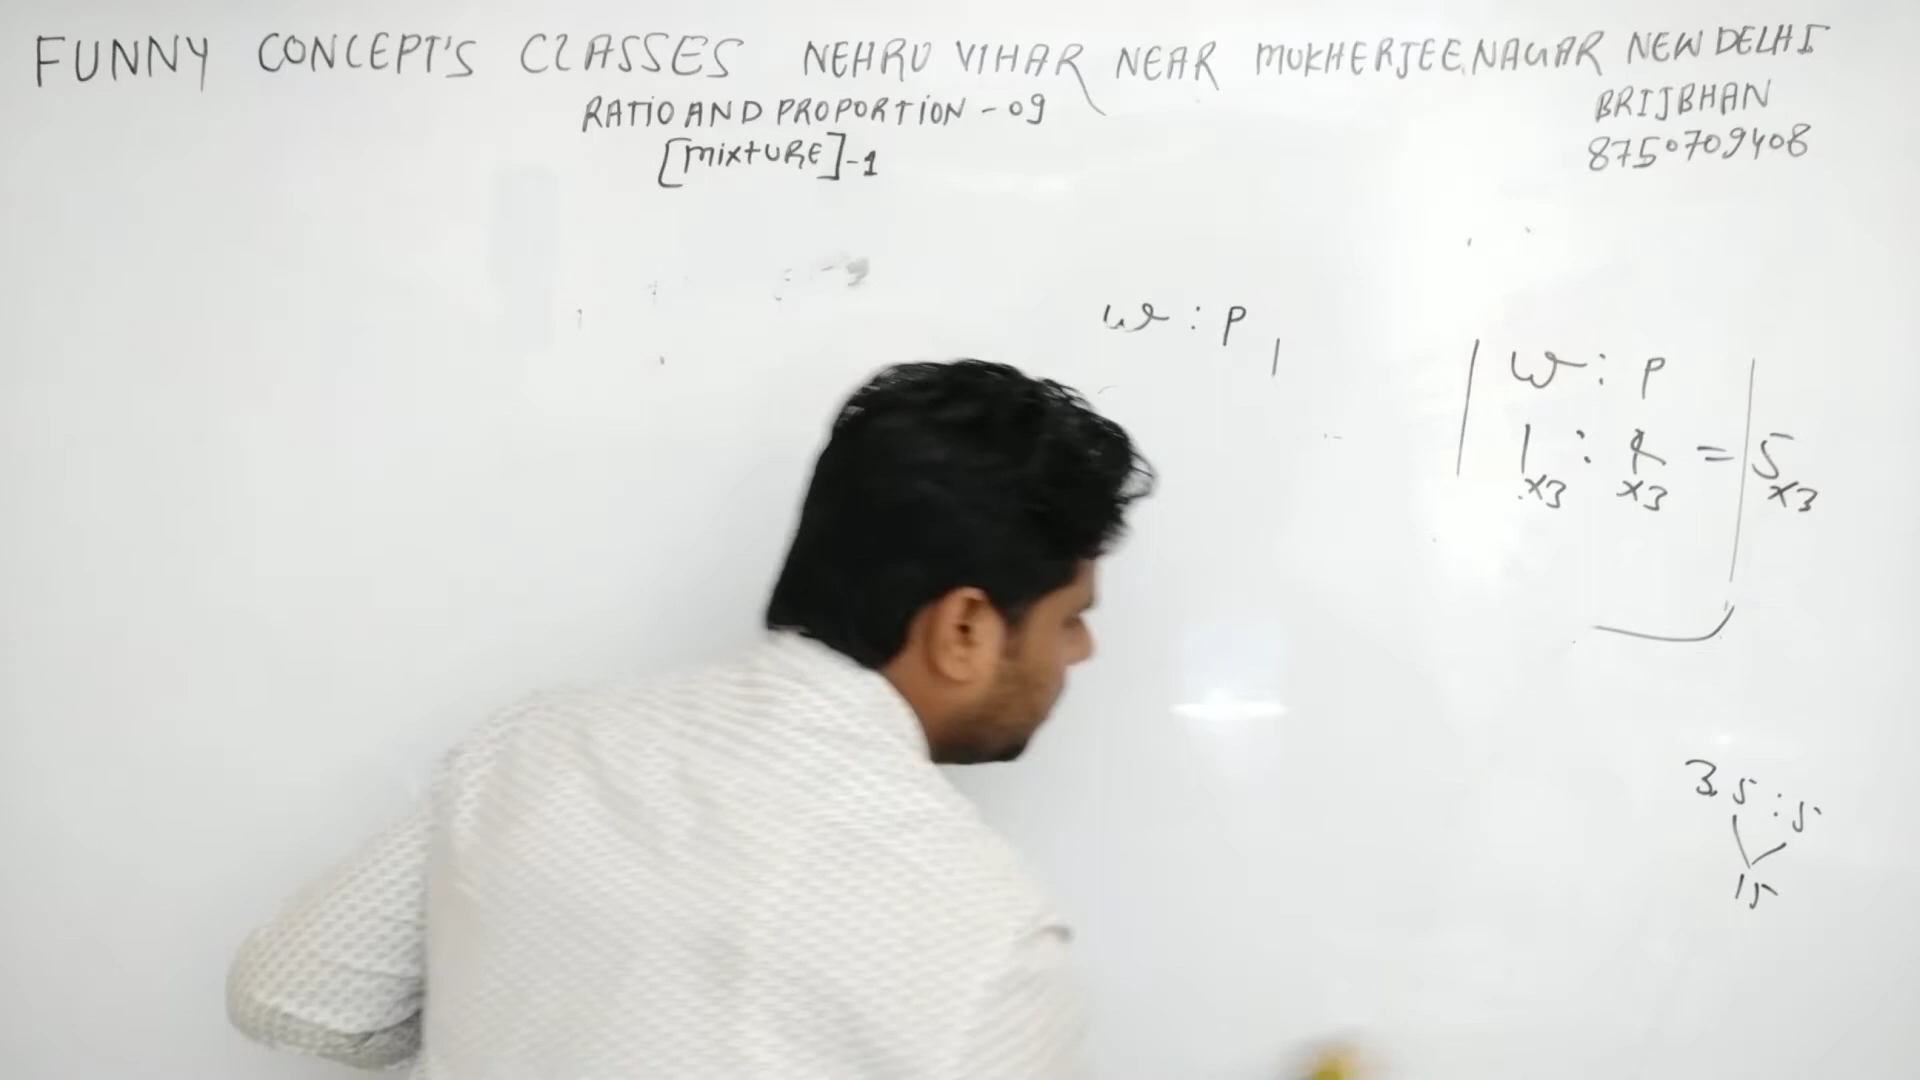 FUNNY CONCEPT'S CLASSES NEHRU VIHAR NEAR MUKHERJEE NAGAR NEW DELHI
RATIO AND PROPORTION - 09
BRIJBHAN
[MIXTURE]-1
8750709408
W : P
W : P
1 : 4 = 5
x3 x3 x3
3 5 : 5
15